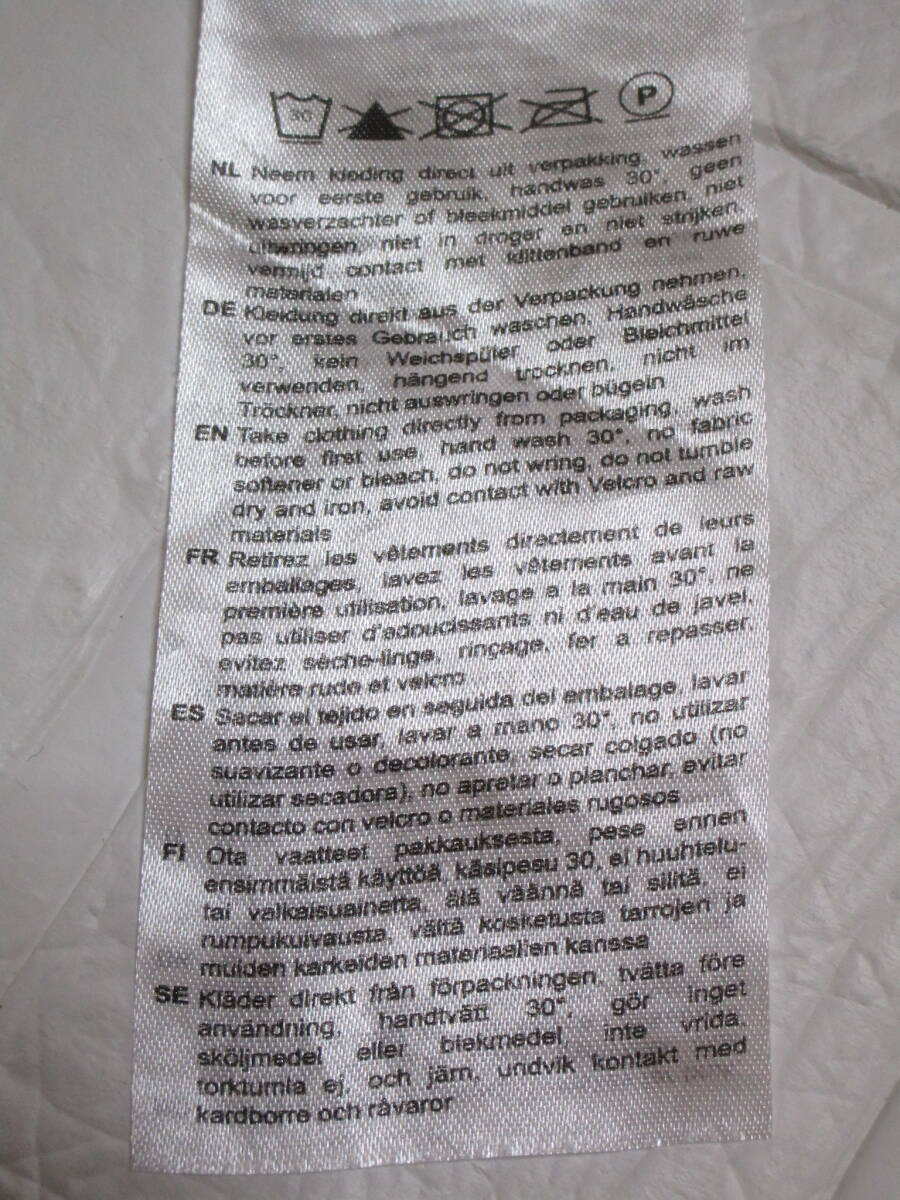 30
P
NL Neem kleding direct uit verpakking, wassen
voor eerste gebruik, handwas 30°, geen
wasverzachter of bleekmiddel gebruiken, niet
uitwringen, niet in droger en niet strijken,
vermijd contact met klittenband en ruwe
materialen
DE Kleidung direkt aus der Verpackung nehmen,
vor erstes Gebrauch waschen, Handwäsche
30°, kein Weichspüler oder Bleichmittel
verwenden, hängend trocknen, nicht im
Trockner, nicht auswringen oder bügeln
EN Take clothing directly from packaging, wash
before first use, hand wash 30°, no fabric
softener or bleach, do not wring, do not tumble
dry and iron, avoid contact with Velcro and raw
materials
FR Retirez les vêtements directement de leurs
emballages, lavez les vêtements avant la
première utilisation, lavage a la main 30°, ne
pas utiliser d'adoucissants ni d'eau de javel,
evitez séche-linge, rinçage, fer a repasser,
matière rude et velcro
ES Sacar el tejido en seguida del embalage, lavar
antes de usar, lavar a mano 30°, no utilizar
suavizante o decolorante, secar colgado (no
utilizar secadora), no apretar o planchar, evitar
contacto con velcro o materiales rugosos
FI Ota vaatteet pakkauksesta, pese ennen
ensimmäistä käyttöä, käsipesu 30, ei huuhtelu-
tai valkaisuainetta, älä väännä tai silitä, ei
rumpukuivausta, vältä kosketusta tarrojen ja
muiden karkeiden materiaalien kanssa
SE Kläder direkt från förpackningen, tvätta före
användning, handtvätt 30°, gör inget
sköljmedel eller blekmedel, inte vrida,
torktumla ej, och järn, undvik kontakt med
kardborre och råvaror